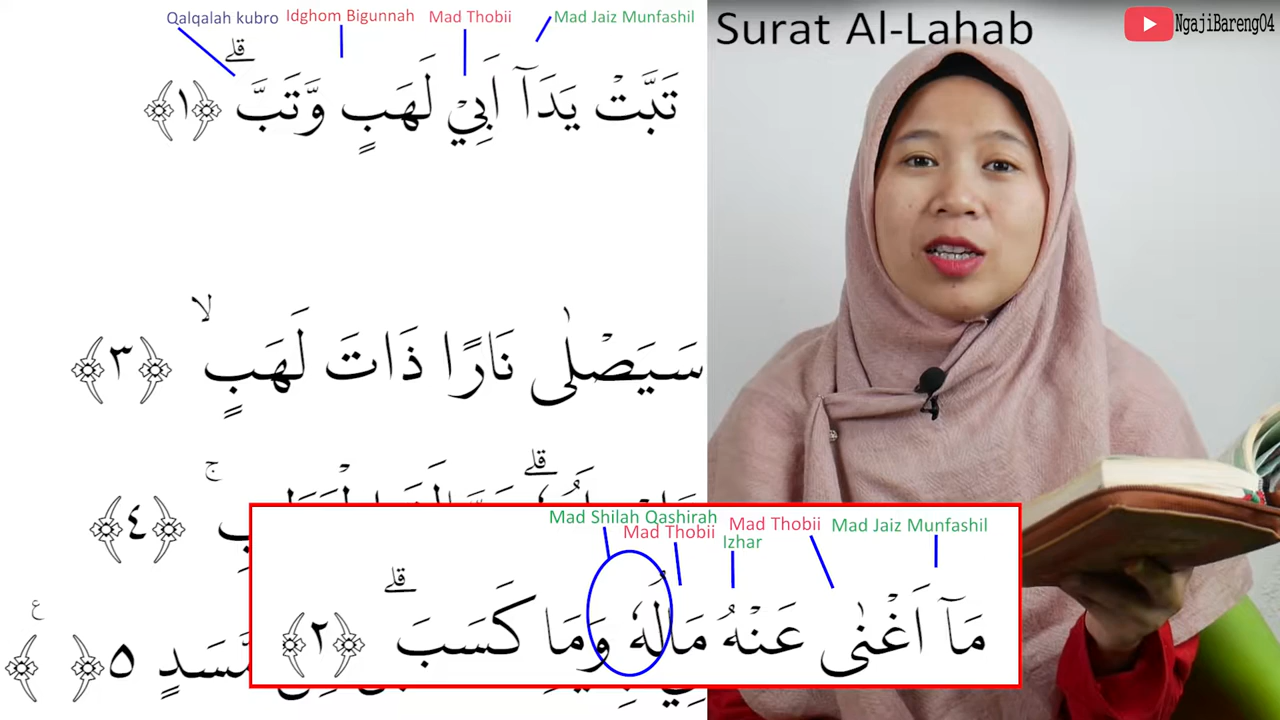 Qalqalah kubro Idghom Bigunnah Mad Thobii Mad Jaiz Munfashil
تَبَّتْ يَدَآ اَبِيْ لَهَبٍ وَّتَبَّ ۗ ﴿١﴾
سَيَصْلٰى نَارًا ذَاتَ لَهَبٍ ۙ ﴿٣﴾
﴿٤﴾
مَّسَدٍ ٥ ﴿ ﴾ ع
Mad Shilah Qashirah Mad Thobii Izhar Mad Thobii Mad Jaiz Munfashil
مَآ اَغْنٰى عَنْهُ مَالُهٗ وَمَا كَسَبَ ۗ ﴿٢﴾
Surat Al-Lahab
NgajiBareng04